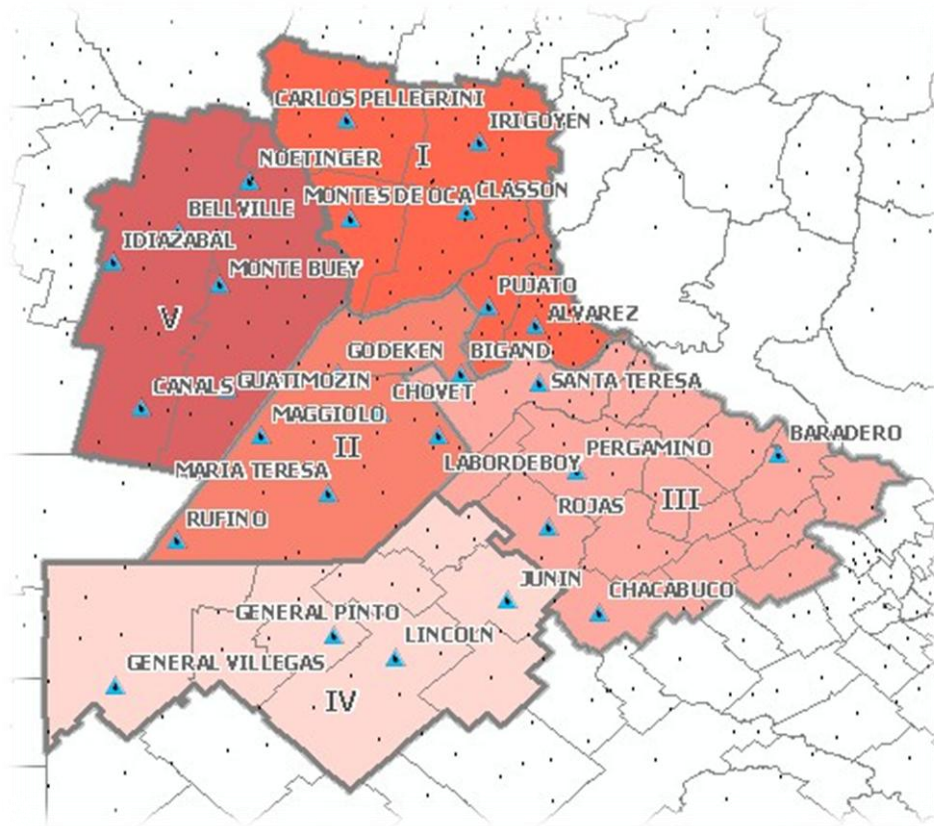 CARLOS PELLEGRINI
IRIGOYEN
I
NOETINGER
MONTES DE OCA
CLASSON
BELLVILLE
IDIAZABAL
MONTE BUEY
PUJATO
V
ALVAREZ
GODEKEN
BIGAND
CANALS
GUATIMOZIN
CHOVET
SANTA TERESA
MAGGIOLO
II
BARADERO
MARIA TERESA
LABORDEBOY
PERGAMINO
III
RUFINO
ROJAS
JUNIN
CHACABUCO
GENERAL PINTO
LINCOLN
GENERAL VILLEGAS
IV